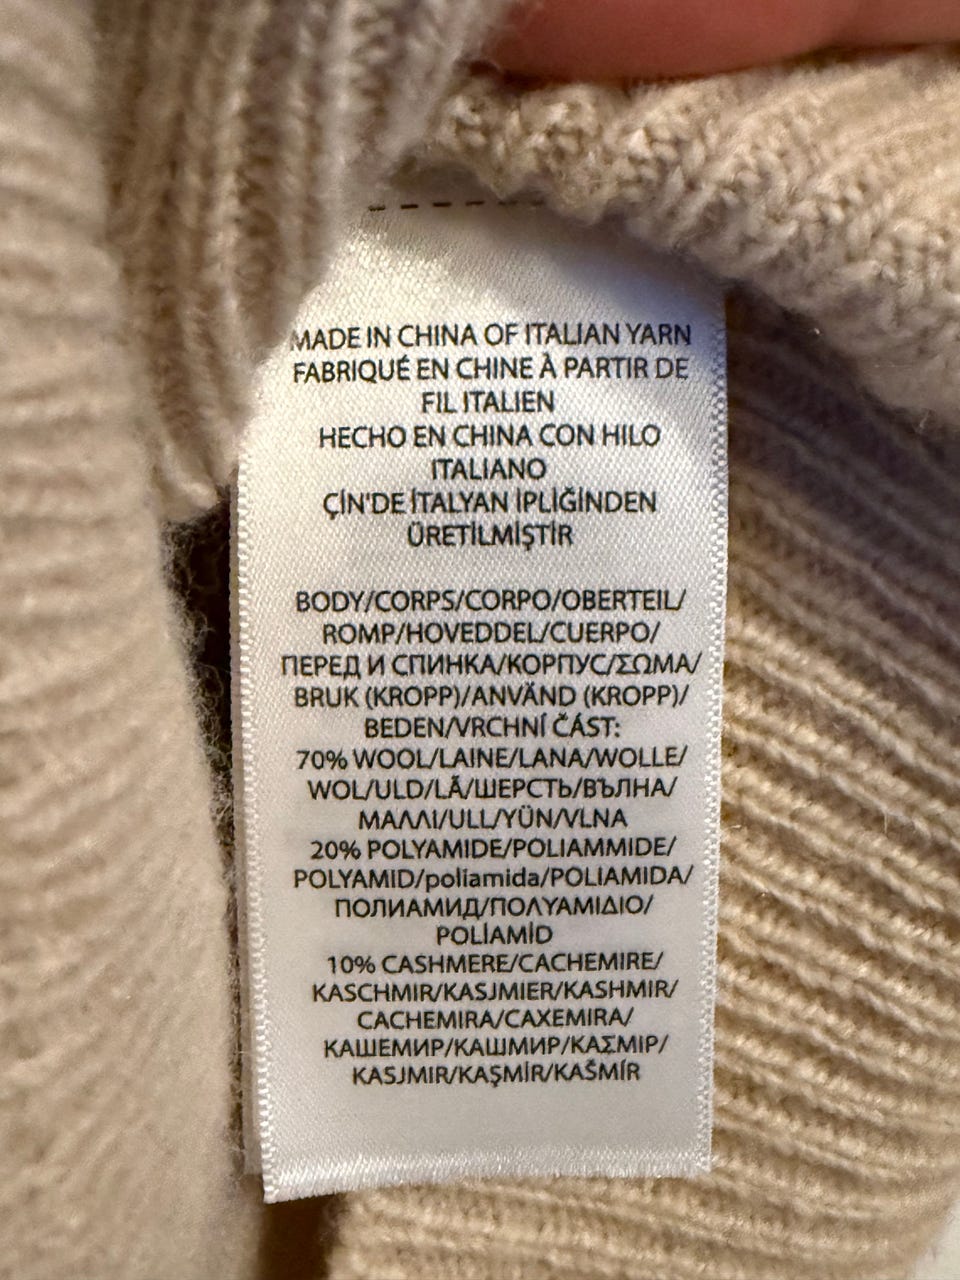 MADE IN CHINA OF ITALIAN YARN
FABRIQUÉ EN CHINE À PARTIR DE
FIL ITALIEN
HECHO EN CHINA CON HILO
ITALIANO
ÇİN'DE İTALYAN İPLİĞİNDEN
ÜRETİLMİŞTİR
BODY/CORPS/CORPO/OBERTEIL/
ROMP/HOVEDDEL/CUERPO/
ПЕРЕД И СПИНКА/КОРПУС/ΣΩΜΑ/
BRUK (KROPP)/ANVÄND (KROPP)/
BEDEN/VRCHNÍ ČÁST:
70% WOOL/LAINE/LANA/WOLLE/
WOL/ULD/LÃ/ШЕРСТЬ/ВЪЛНА/
ΜΑΛΛΙ/ULL/YÜN/VLNA
20% POLYAMIDE/POLIAMMIDE/
POLYAMID/poliamida/POLIAMIDA/
ПОЛИАМИД/ΠΟΛΥΑΜΙΔΙΟ/
POLİAMİD
10% CASHMERE/CACHEMIRE/
KASCHMIR/KASJMIER/KASHMIR/
CACHEMIRA/CAXEMIRA/
КАШЕМИР/КАШМИР/ΚΑΣΜΙΡ/
KASJMIR/KAŞMİR/KAŠMÍR